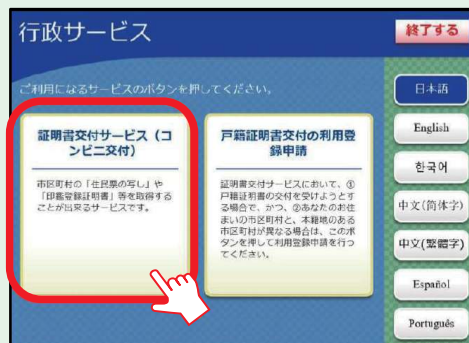 行政サービス
終了する
ご利用になるサービスのボタンを押してください。
証明書交付サービス（コ
ンビニ交付）
市区町村の「住民票の写し」や
「印鑑登録証明書」等を取得する
ことが出来るサービスです。
戸籍証明書交付の利用登
録申請
証明書交付サービスにおいて、①
戸籍証明書の交付を受けようとす
る場合で、かつ、②あなたのお住
まいの市区町村と、本籍地のある
市区町村が異なる場合は、このボ
タンを押して利用登録申請を行っ
てください。
日本語
English
한국어
中文(简体字)
中文(繁體字)
Español
Português